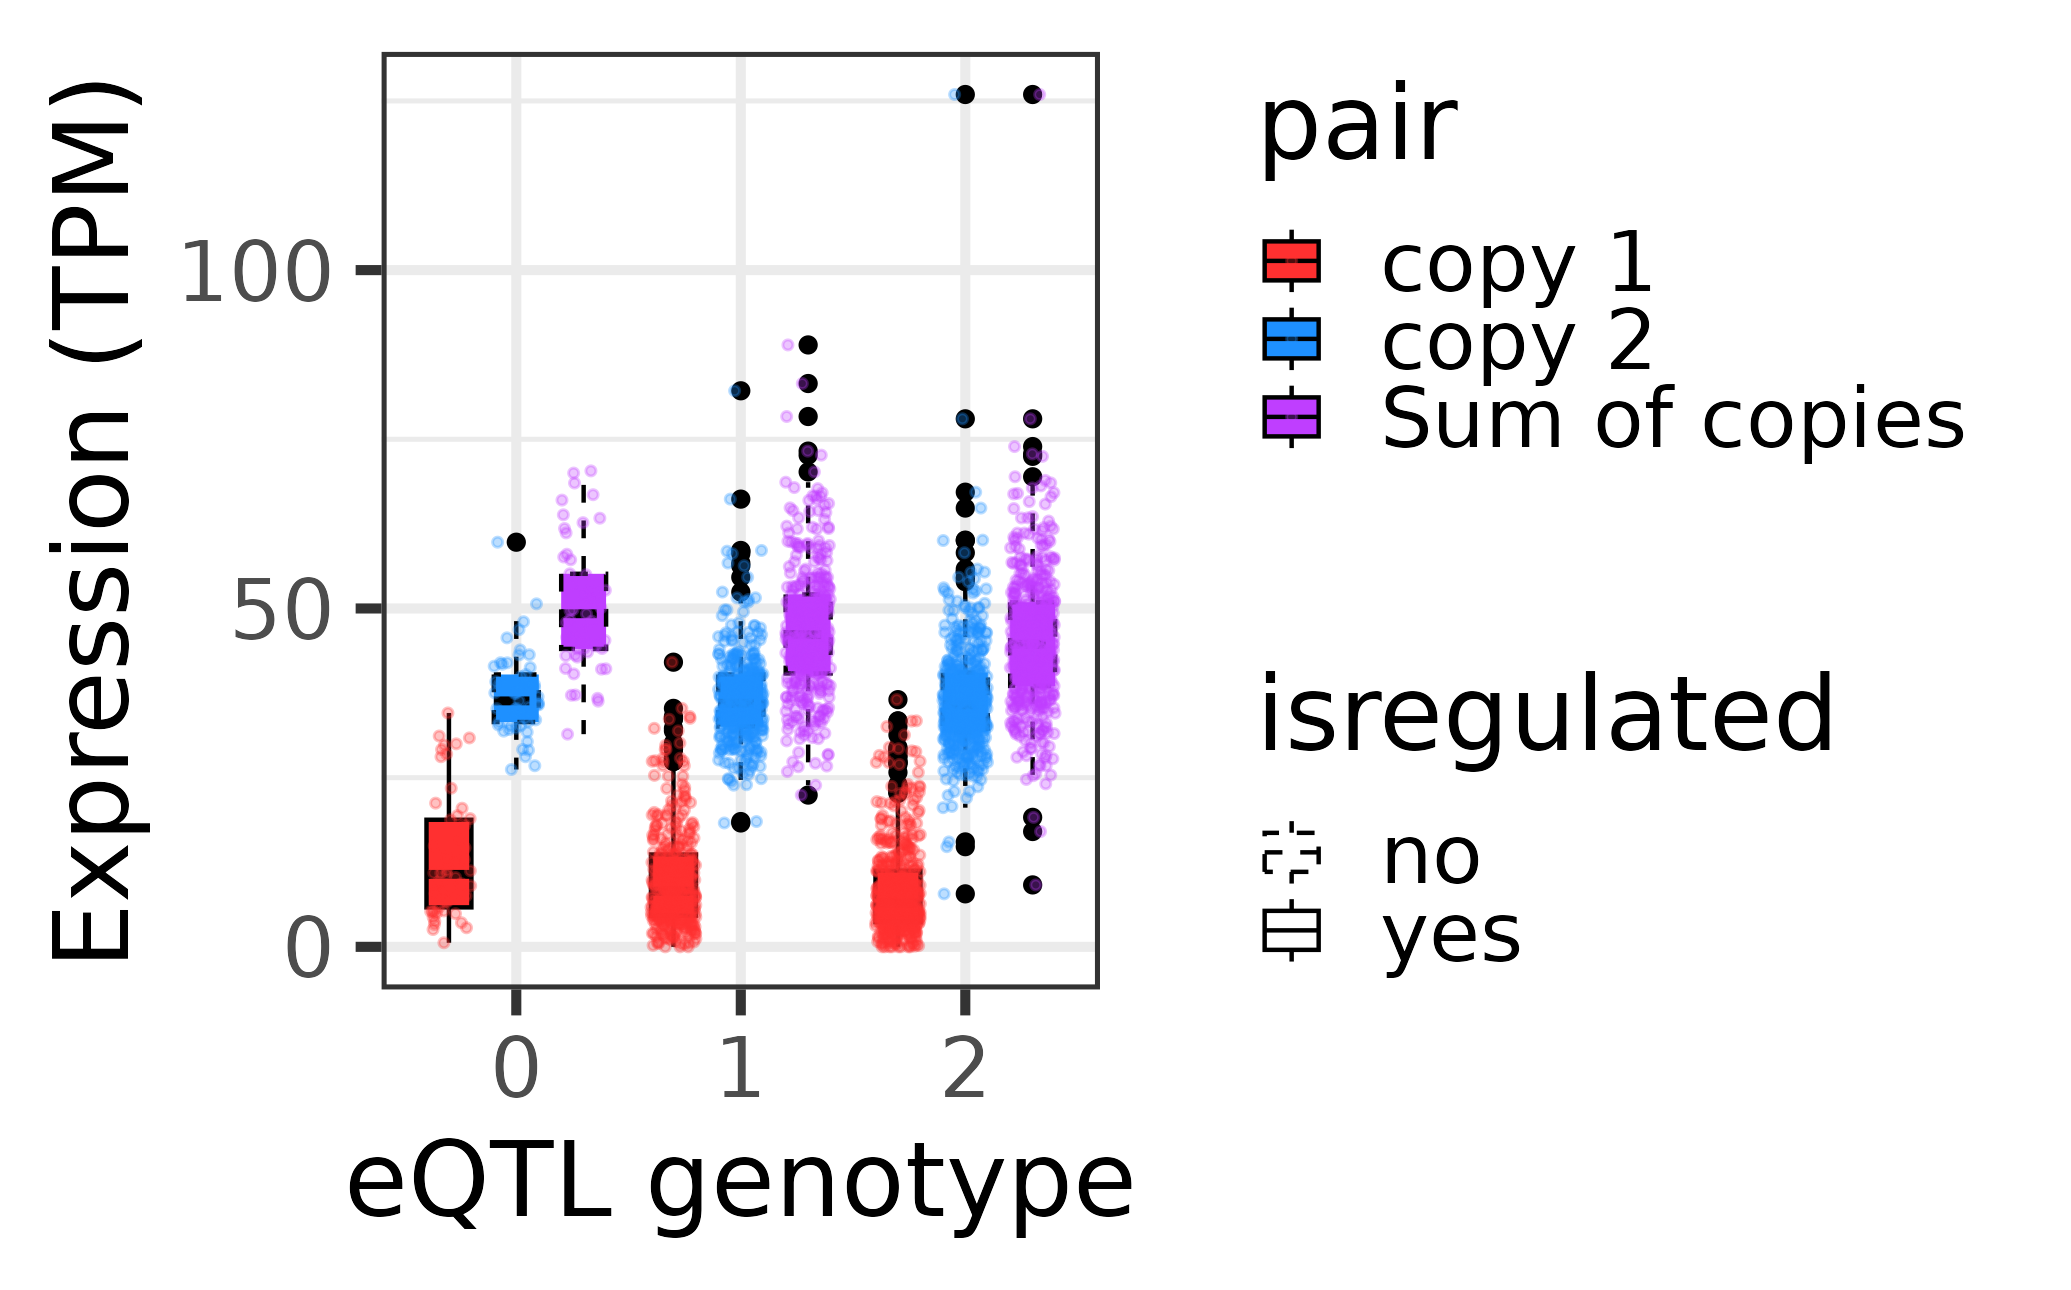 Expression (TPM)
100
50
0
0 1 2
eQTL genotype
pair
copy 1
copy 2
Sum of copies
isregulated
no
yes